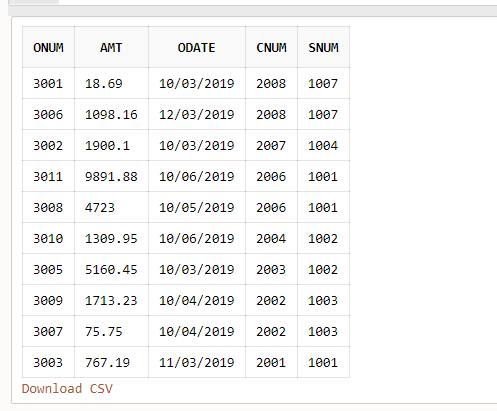 ONUM AMT ODATE CNUM SNUM
3001 18.69 10/03/2019 2008 1007
3006 1098.16 12/03/2019 2008 1007
3002 1900.1 10/03/2019 2007 1004
3011 9891.88 10/06/2019 2006 1001
3008 4723 10/05/2019 2006 1001
3010 1309.95 10/06/2019 2004 1002
3005 5160.45 10/03/2019 2003 1002
3009 1713.23 10/04/2019 2002 1003
3007 75.75 10/04/2019 2002 1003
3003 767.19 11/03/2019 2001 1001
Download CSV